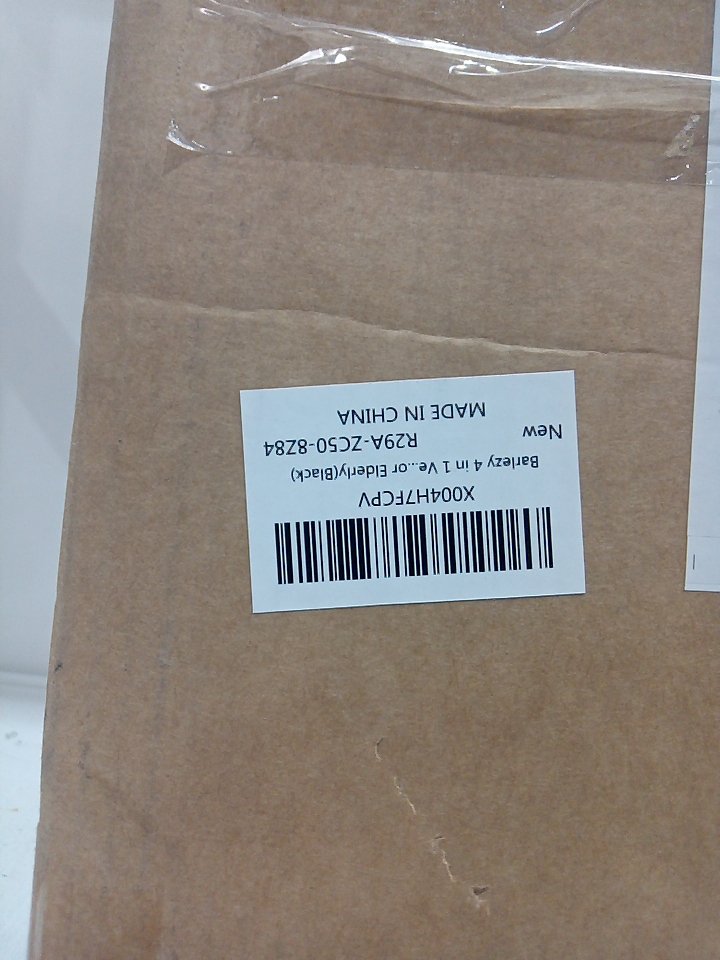 X004H7FCPV
Barlezy 4 in 1 Ve...or Elderly(Black)
New R29A-ZC50-8Z84
MADE IN CHINA